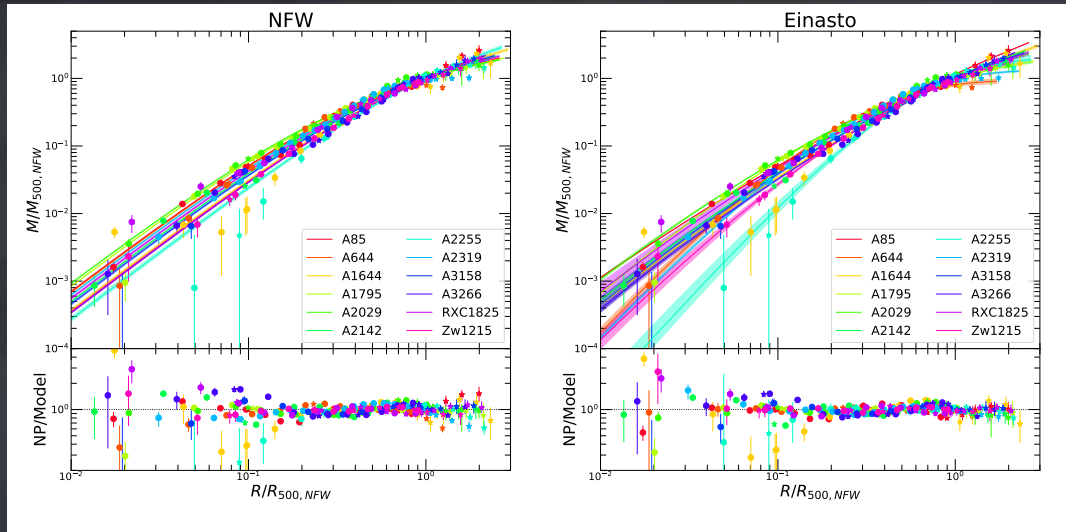 NFW
Einasto
M/M500, NFW
10^0
10^-1
10^-2
10^-3
10^-4
A85
A644
A1644
A1795
A2029
A2142
A2255
A2319
A3158
A3266
RXC1825
Zw1215
NP/Model
10^0
10^-2
10^-1
10^0
R/R500, NFW
M/M500, NFW
10^0
10^-1
10^-2
10^-3
10^-4
A85
A644
A1644
A1795
A2029
A2142
A2255
A2319
A3158
A3266
RXC1825
Zw1215
NP/Model
10^0
10^-2
10^-1
10^0
R/R500, NFW